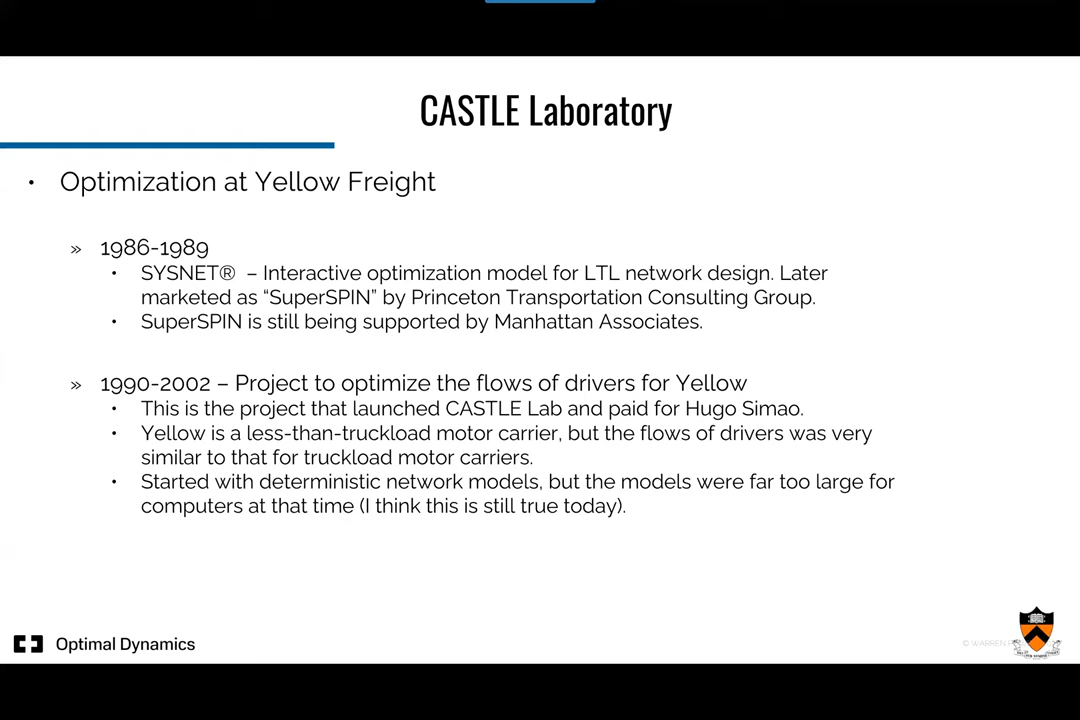 CASTLE Laboratory
• Optimization at Yellow Freight
» 1986-1989
• SYSNET® – Interactive optimization model for LTL network design. Later
marketed as “SuperSPIN” by Princeton Transportation Consulting Group.
• SuperSPIN is still being supported by Manhattan Associates.
» 1990-2002 – Project to optimize the flows of drivers for Yellow
• This is the project that launched CASTLE Lab and paid for Hugo Simao.
• Yellow is a less-than-truckload motor carrier, but the flows of drivers was very
similar to that for truckload motor carriers.
• Started with deterministic network models, but the models were far too large for
computers at that time (I think this is still true today).
Optimal Dynamics
© WARREN